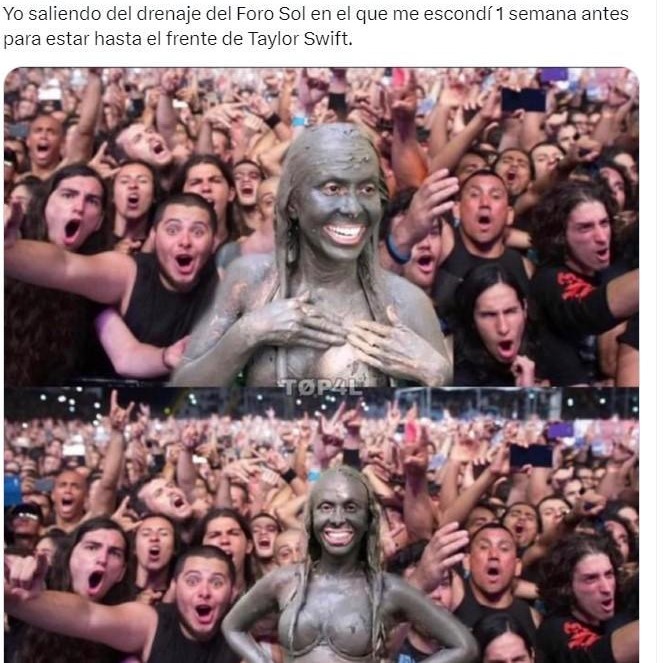 Yo saliendo del drenaje del Foro Sol en el que me escondí 1 semana antes
para estar hasta el frente de Taylor Swift.
TØP4L